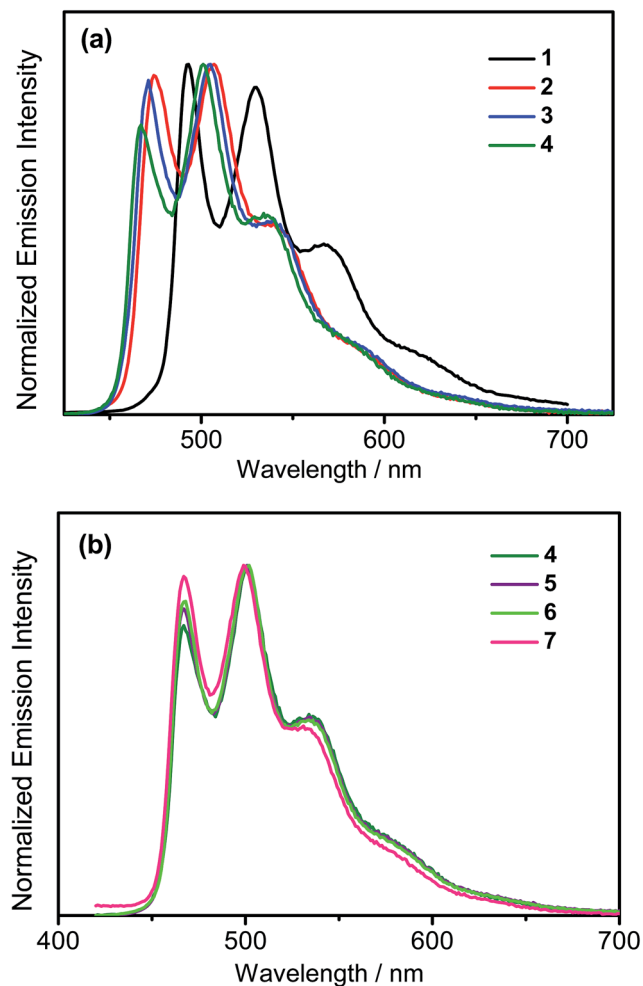 (a)
1
2
3
4
Normalized Emission Intensity
500 600 700
Wavelength / nm
(b)
4
5
6
7
Normalized Emission Intensity
400 500 600 700
Wavelength / nm